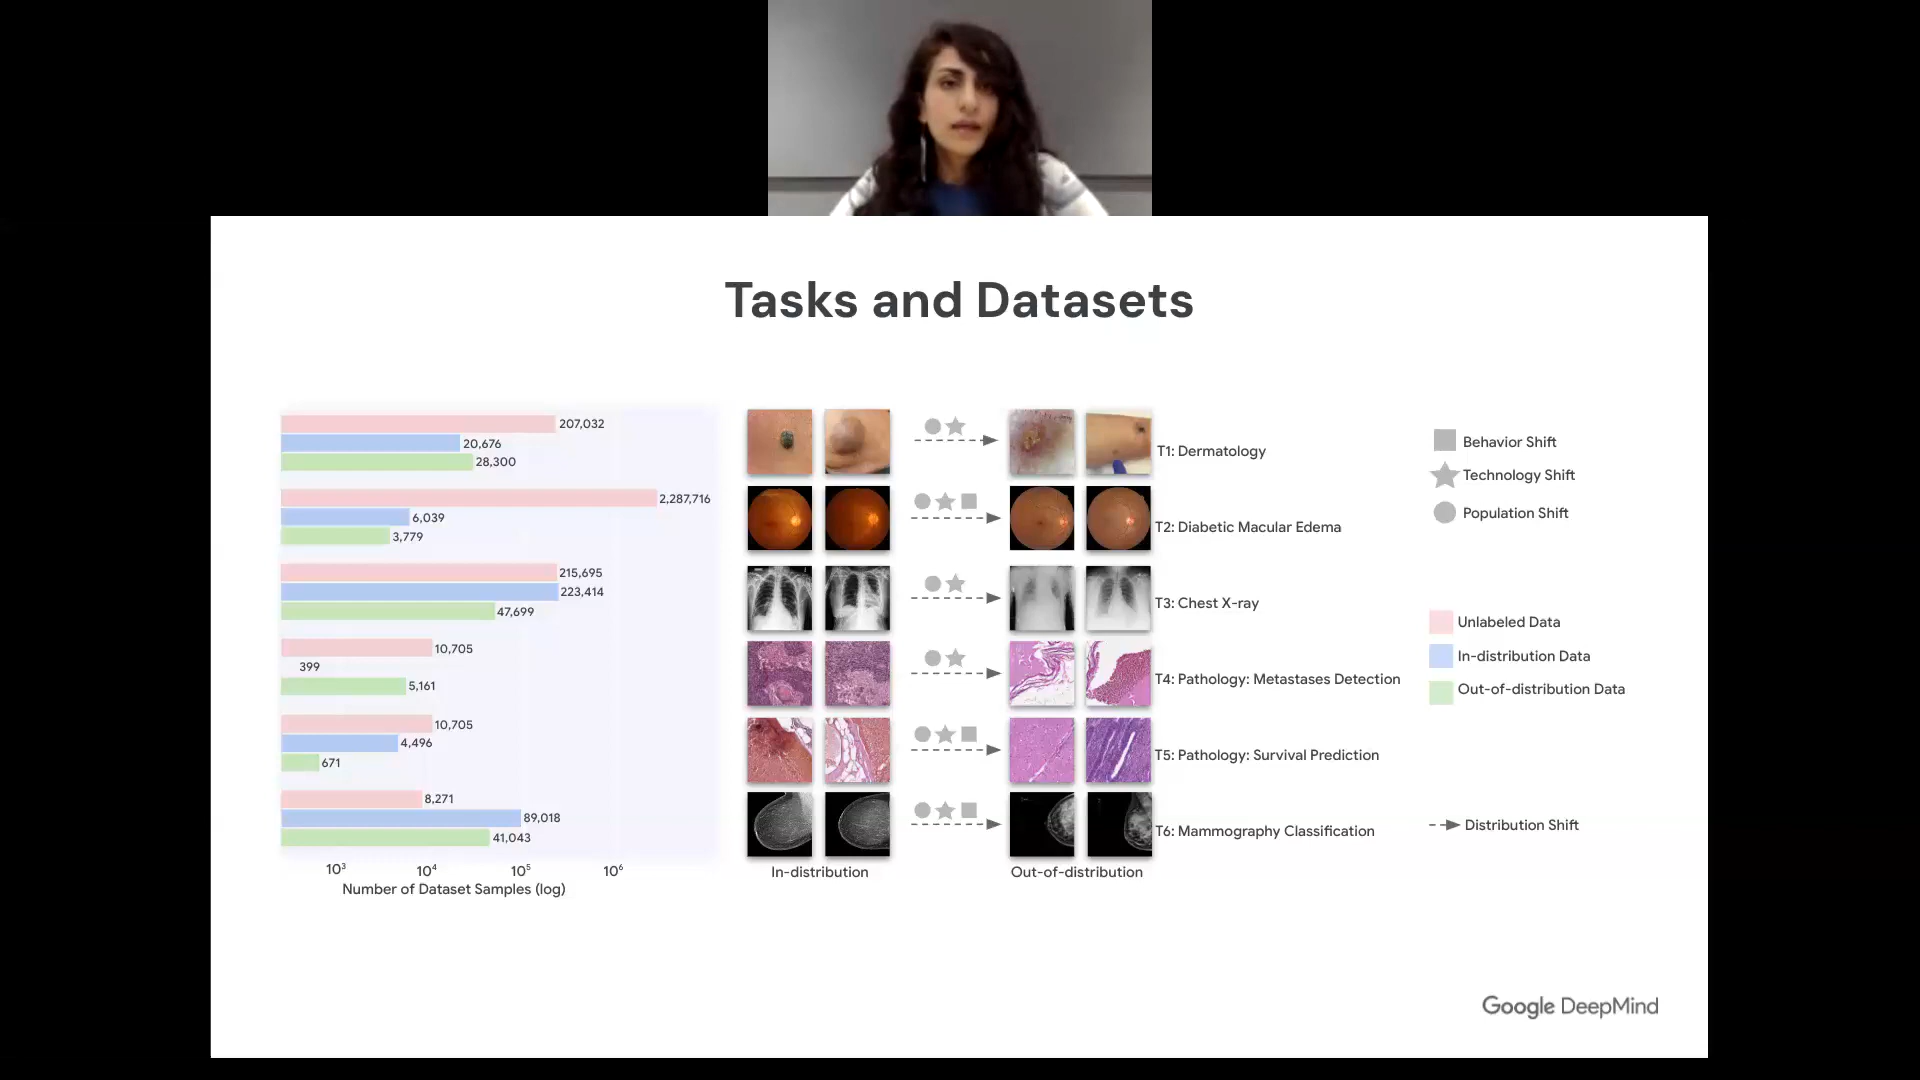 Tasks and Datasets
207,032
20,676
28,300
T1: Dermatology
2,287,716
6,039
3,779
T2: Diabetic Macular Edema
215,695
223,414
47,699
T3: Chest X-ray
10,705
399
5,161
T4: Pathology: Metastases Detection
10,705
4,496
671
T5: Pathology: Survival Prediction
8,271
89,018
41,043
T6: Mammography Classification
10³ 10⁴ 10⁵ 10⁶
Number of Dataset Samples (log)
In-distribution
Out-of-distribution
Behavior Shift
Technology Shift
Population Shift
Unlabeled Data
In-distribution Data
Out-of-distribution Data
Distribution Shift
Google DeepMind